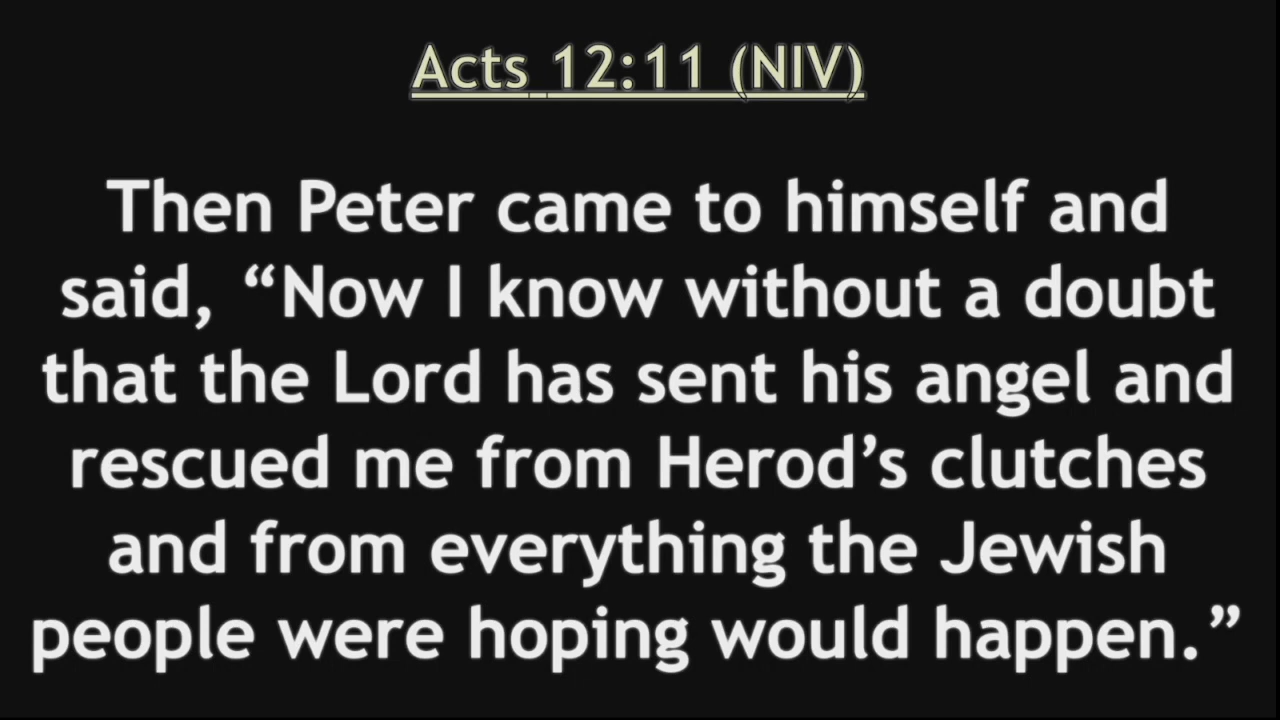 Acts 12:11 (NIV)
Then Peter came to himself and
said, “Now I know without a doubt
that the Lord has sent his angel and
rescued me from Herod’s clutches
and from everything the Jewish
people were hoping would happen.”